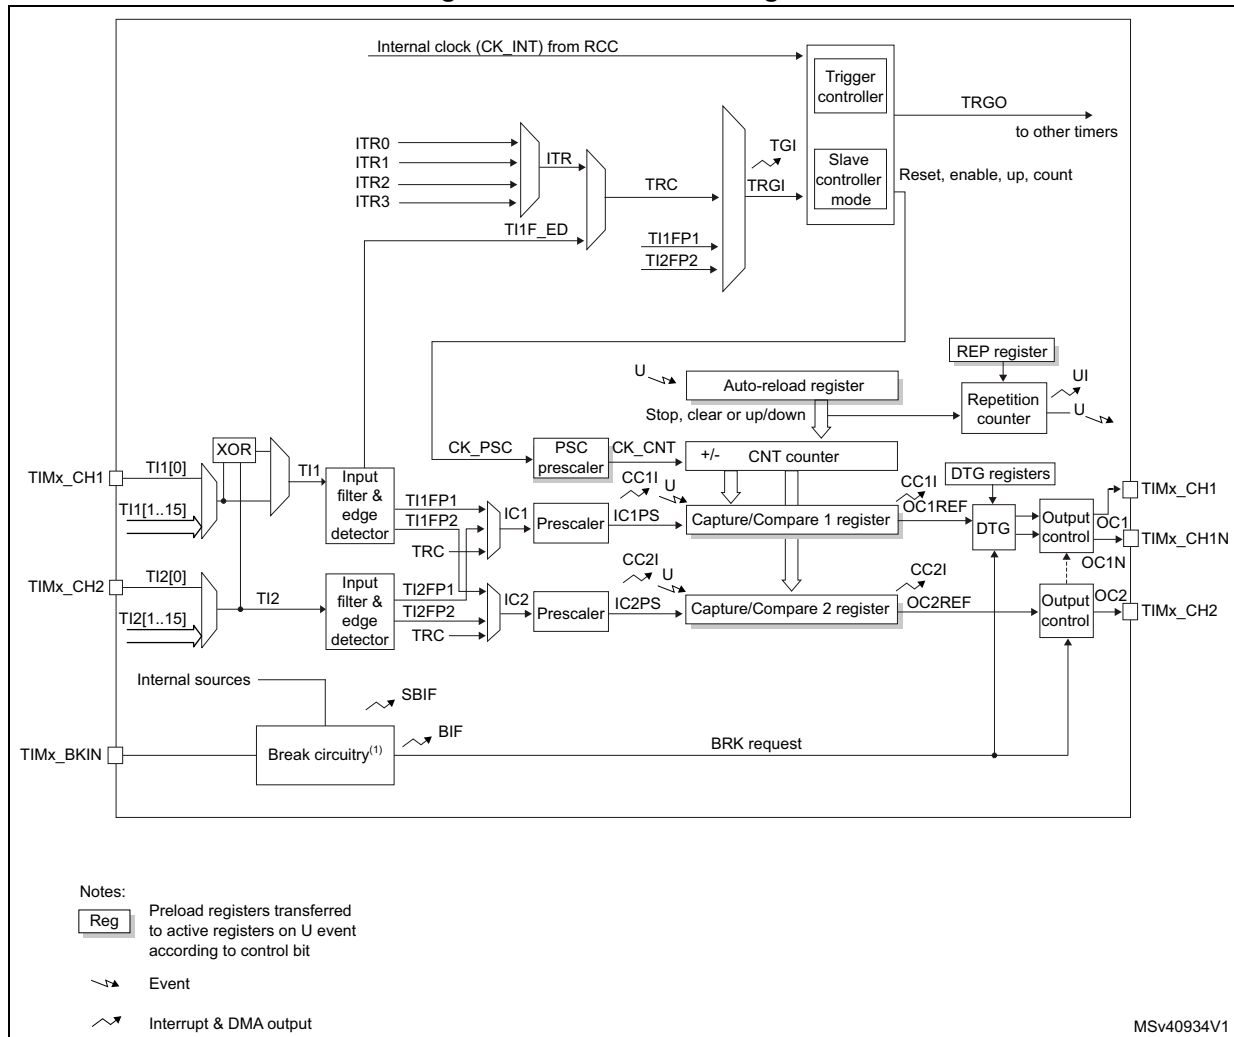 Internal clock (CK_INT) from RCC
Trigger
controller
TRGO
to other timers
ITR0
ITR1
ITR2
ITR3
ITR
TRC
TI1F_ED
TGI
TRGI
Slave
controller
mode
Reset, enable, up, count
TI1FP1
TI2FP2
REP register
U
Auto-reload register
UI
Repetition
counter
U
Stop, clear or up/down
XOR
CK_PSC
PSC
prescaler
CK_CNT
+/-
CNT counter
TIMx_CH1
TI1[0]
TI1
TI1[1..15]
Input
filter &
edge
detector
TI1FP1
TI1FP2
TRC
IC1
Prescaler
CC1I
U
IC1PS
Capture/Compare 1 register
CC1I
OC1REF
DTG registers
DTG
Output
control
OC1
TIMx_CH1
TIMx_CH1N
OC1N
TIMx_CH2
TI2[0]
TI2
TI2[1..15]
Input
filter &
edge
detector
TI2FP1
TI2FP2
TRC
IC2
Prescaler
CC2I
U
IC2PS
Capture/Compare 2 register
CC2I
OC2REF
Output
control
OC2
TIMx_CH2
Internal sources
SBIF
TIMx_BKIN
Break circuitry(1)
BIF
BRK request
Notes:
Reg
Preload registers transferred
to active registers on U event
according to control bit
Event
Interrupt & DMA output
MSv40934V1